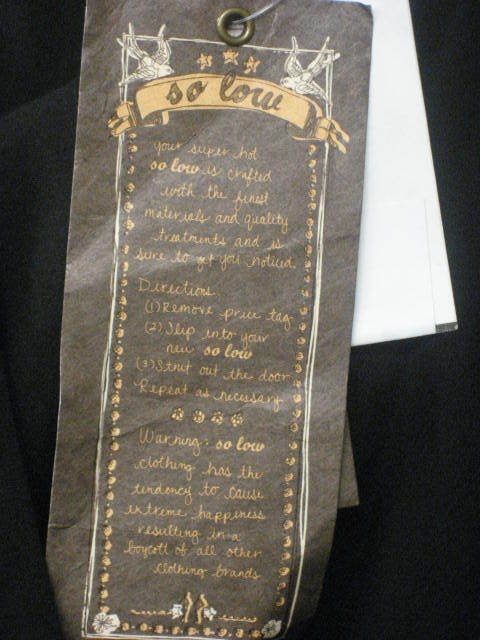 so low
your super hot
so low is crafted
with the finest
materials and quality
treatments and is
sure to get you noticed.
Directions
(1) Remove price tag
(2) Slip into your
new so low
(3) Strut out the door
Repeat as necessary
Warning: so low
clothing has the
tendency to cause
extreme happiness
resulting in a
boycott of all other
clothing brands